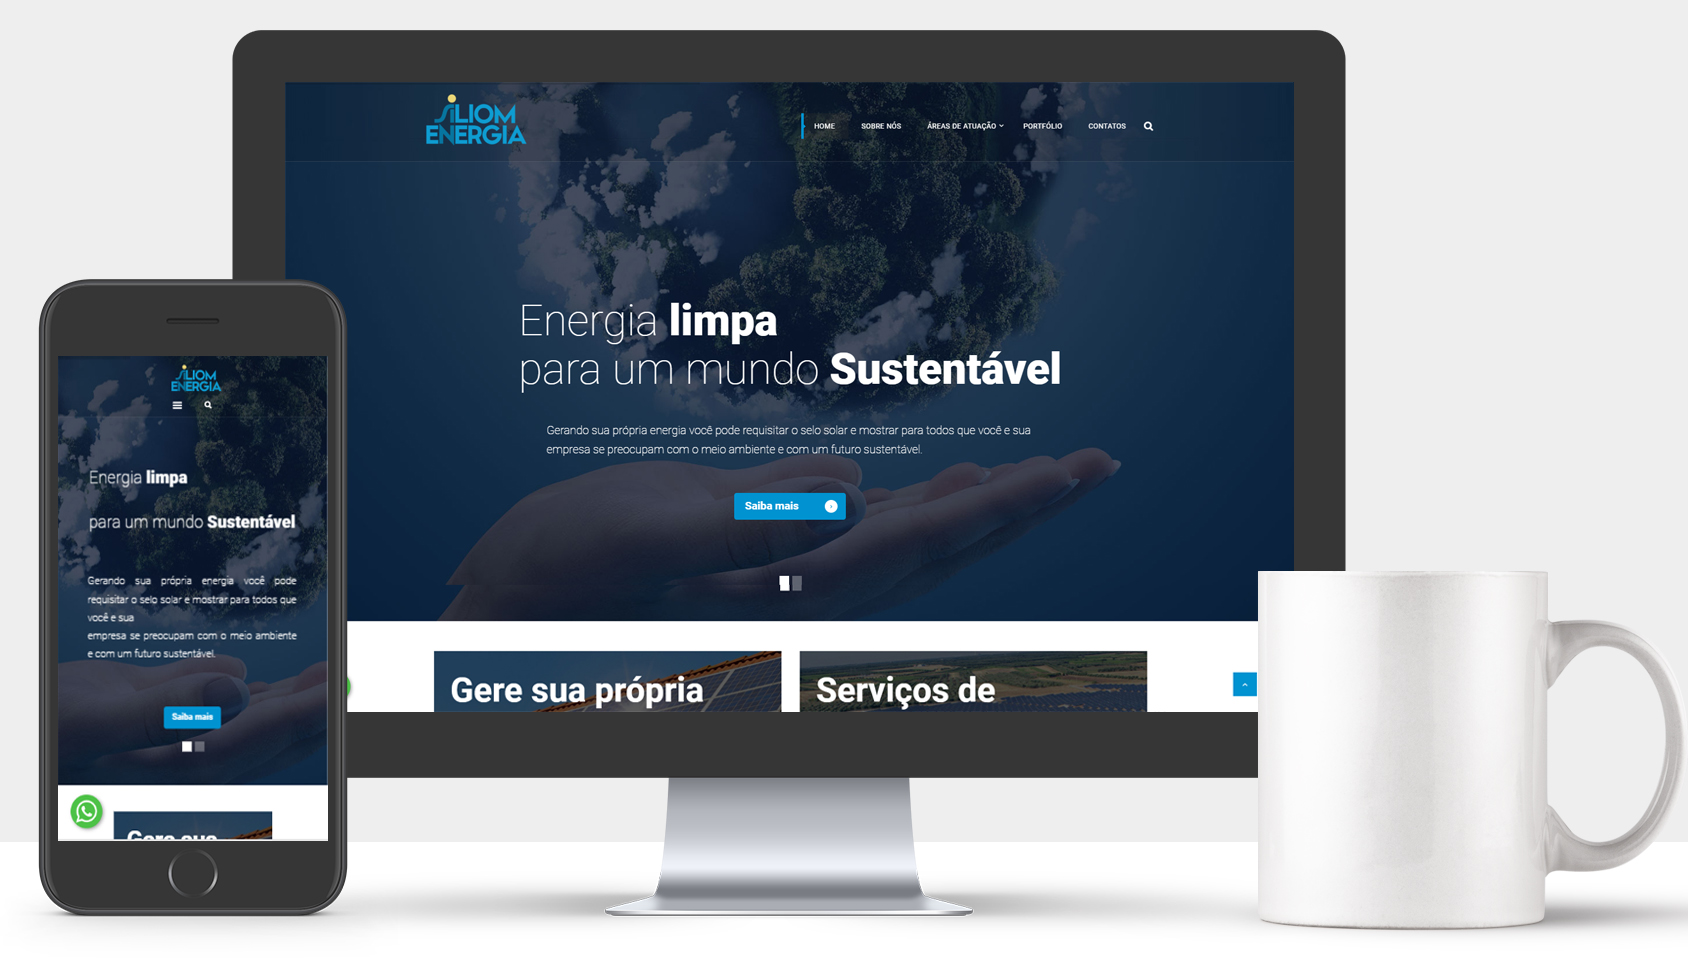 SILIOM
ENERGIA
HOME SOBRE NÓS ÁREAS DE ATUAÇÃO PORTFÓLIO CONTATOS
Energia limpa
para um mundo Sustentável
Gerando sua própria energia você pode requisitar o selo solar e mostrar para todos que você e sua
empresa se preocupam com o meio ambiente e com um futuro sustentável.
Saiba mais
Gere sua própria
Serviços de
SILIOM
ENERGIA
Energia limpa
para um mundo Sustentável
Gerando sua própria energia você pode
requisitar o selo solar e mostrar para todos que
você e sua
empresa se preocupam com o meio ambiente
e com um futuro sustentável.
Saiba mais
Gere sua